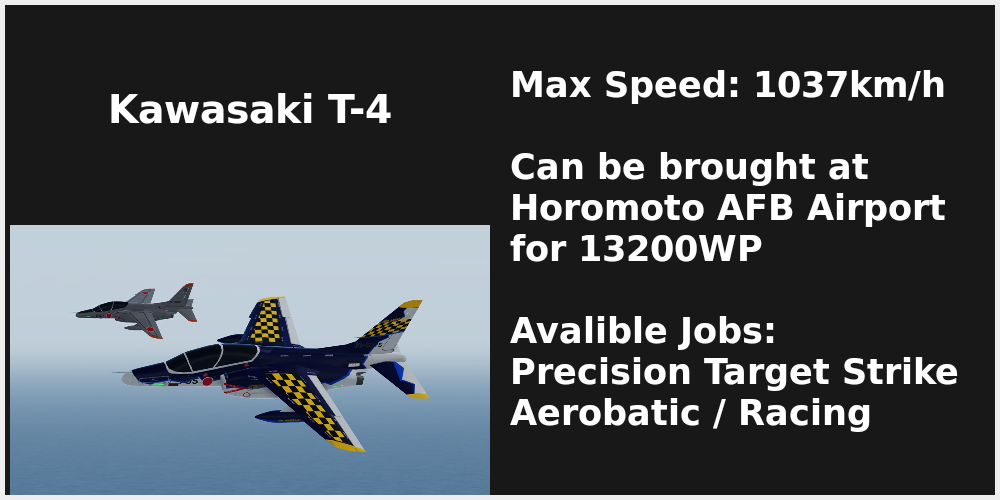 Kawasaki T-4
Max Speed: 1037km/h
Can be brought at
Horomoto AFB Airport
for 13200WP
Avalible Jobs:
Precision Target Strike
Aerobatic / Racing